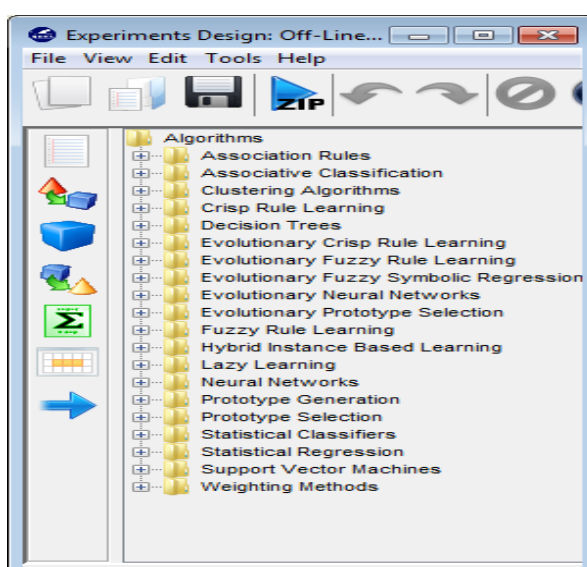 Experiments Design: Off-Line...
File View Edit Tools Help
ZIP
Algorithms
Association Rules
Associative Classification
Clustering Algorithms
Crisp Rule Learning
Decision Trees
Evolutionary Crisp Rule Learning
Evolutionary Fuzzy Rule Learning
Evolutionary Fuzzy Symbolic Regression
Evolutionary Neural Networks
Evolutionary Prototype Selection
Fuzzy Rule Learning
Hybrid Instance Based Learning
Lazy Learning
Neural Networks
Prototype Generation
Prototype Selection
Statistical Classifiers
Statistical Regression
Support Vector Machines
Weighting Methods